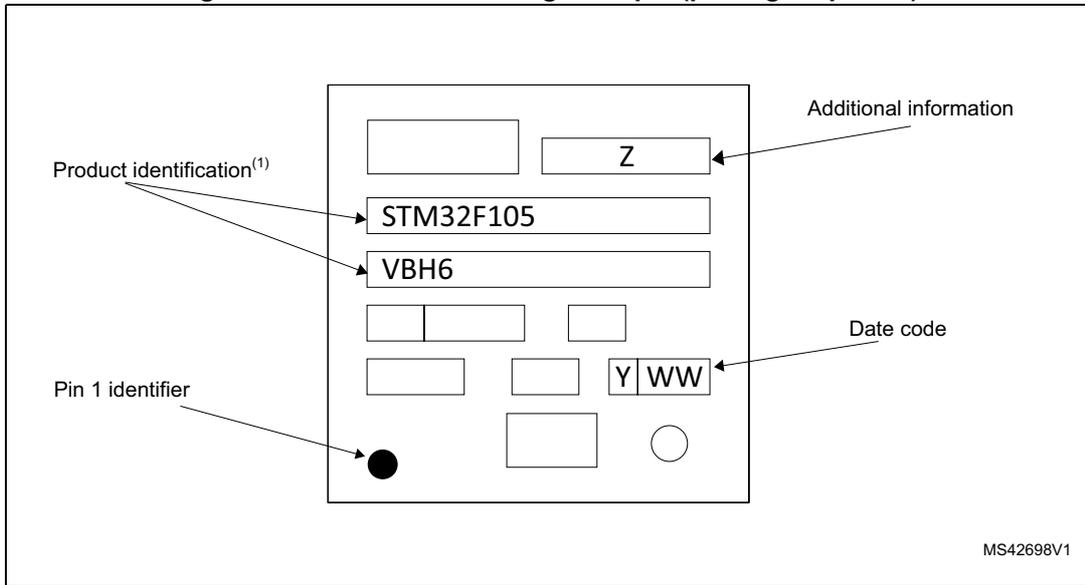 Additional information
Z
Product identification(1)
STM32F105
VBH6
Date code
Y WW
Pin 1 identifier
MS42698V1